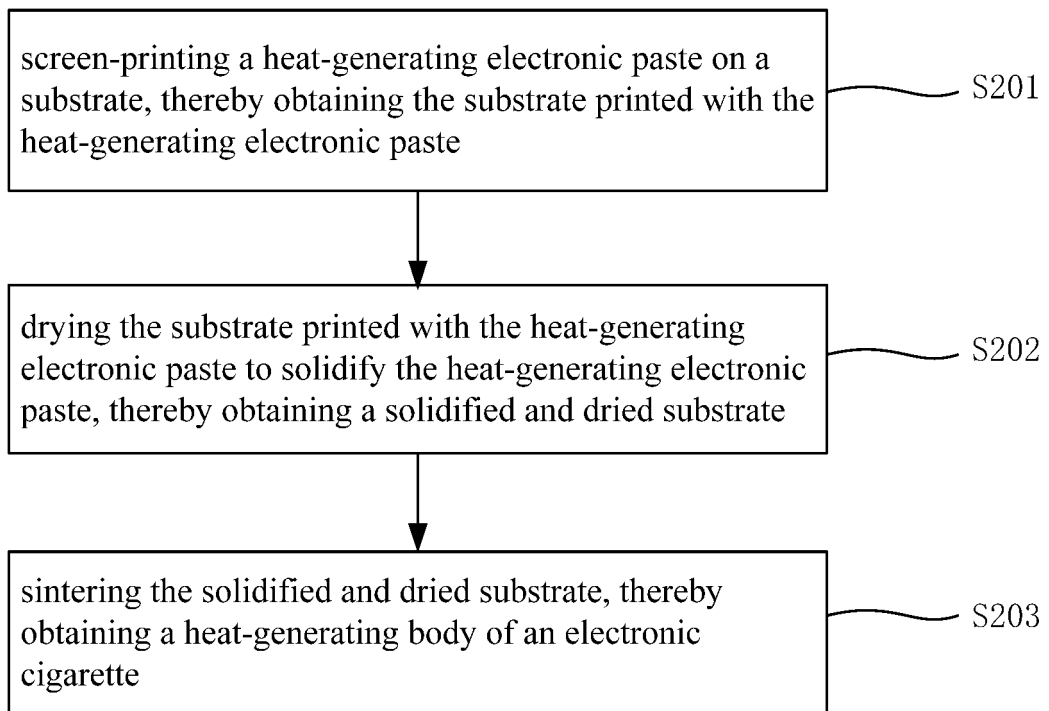 screen-printing a heat-generating electronic paste on a
substrate, thereby obtaining the substrate printed with the
heat-generating electronic paste
S201
drying the substrate printed with the heat-generating
electronic paste to solidify the heat-generating electronic
paste, thereby obtaining a solidified and dried substrate
S202
sintering the solidified and dried substrate, thereby
obtaining a heat-generating body of an electronic
cigarette
S203